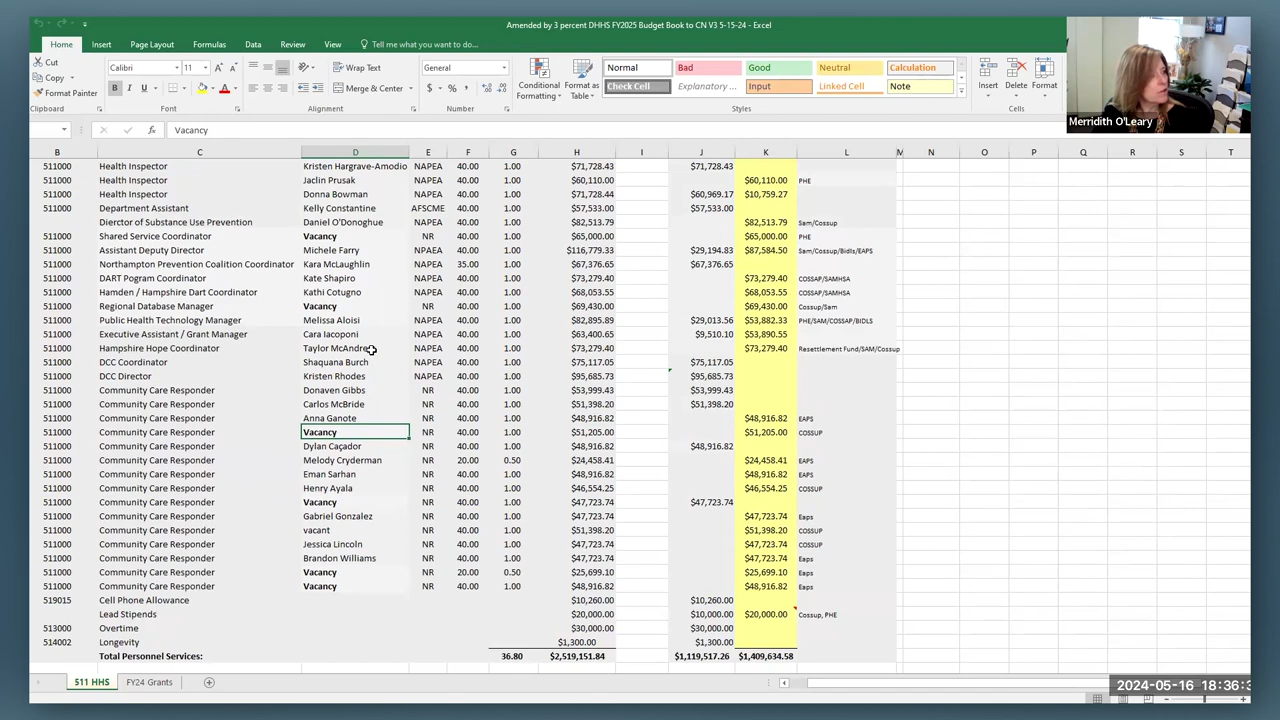 Amended by 3 percent DHHS FY2025 Budget Book to CN V3 5-15-24 - Excel
Home Insert Page Layout Formulas Data Review View Tell me what you want to do...
Cut
Copy
Format Painter
Clipboard
Calibri 11
B U
Font
Wrap Text
Merge & Center
Alignment
General
$ %
Number
Conditional Formatting
Format as Table
Normal Bad Good Neutral Calculation
Check Cell Explanatory ... Input Linked Cell Note
Styles
Insert Delete Format
Cells
Merridith O'Leary
fx Vacancy
B C D E F G H I J K L M N O P Q R S T
511000 Health Inspector Kristen Hargrave-Amodio NAPEA 40.00 1.00 $71,728.43 $71,728.43
511000 Health Inspector Jaclin Prusak NAPEA 40.00 1.00 $60,110.00 $60,110.00 PHE
511000 Health Inspector Donna Bowman NAPEA 40.00 1.00 $71,728.44 $60,969.17 $10,759.27
511000 Department Assistant Kelly Constantine AFSCME 40.00 1.00 $57,533.00 $57,533.00
Dierctor of Substance Use Prevention Daniel O'Donoghue NAPEA 40.00 1.00 $82,513.79 $82,513.79 Sam/Cossup
511000 Shared Service Coordinator Vacancy NR 40.00 1.00 $65,000.00 $65,000.00 PHE
511000 Assistant Deputy Director Michele Farry NPAEA 40.00 1.00 $116,779.33 $29,194.83 $87,584.50 Sam/Cossup/Bidls/EAPS
511000 Northampton Prevention Coalition Coordinator Kara McLaughlin NAPEA 35.00 1.00 $67,376.65 $67,376.65
511000 DART Pogram Coordinator Kate Shapiro NAPEA 40.00 1.00 $73,279.40 $73,279.40 COSSAP/SAMHSA
511000 Hamden / Hampshire Dart Coordinator Kathi Cotugno NAPEA 40.00 1.00 $68,053.55 $68,053.55 COSSAP/SAMHSA
511000 Regional Database Manager Vacancy NR 40.00 1.00 $69,430.00 $69,430.00 Cossup/Sam
511000 Public Health Technology Manager Melissa Aloisi NAPEA 40.00 1.00 $82,895.89 $29,013.56 $53,882.33 PHE/SAM/COSSAP/BIDLS
511000 Executive Assistant / Grant Manager Cara Iacoponi NAPEA 40.00 1.00 $63,400.65 $9,510.10 $53,890.55
511000 Hampshire Hope Coordinator Taylor NAPEA 40.00 1.00 $73,279.40 $73,279.40 Resettlement Fund/SAM/Cossup
511000 DCC Coordinator Shaquana Burch NAPEA 40.00 1.00 $75,117.05 $75,117.05
511000 DCC Director Kristen Rhodes NAPEA 40.00 1.00 $95,685.73 $95,685.73
511000 Community Care Responder Donaven Gibbs NR 40.00 1.00 $53,999.43 $53,999.43
511000 Community Care Responder Carlos McBride NR 40.00 1.00 $51,398.20 $51,398.20
511000 Community Care Responder Anna Ganote NR 40.00 1.00 $48,916.82 $48,916.82 EAPS
511000 Community Care Responder Vacancy NR 40.00 1.00 $51,205.00 $51,205.00 COSSUP
511000 Community Care Responder Dylan Caçador NR 40.00 1.00 $48,916.82 $48,916.82
511000 Community Care Responder Melody Cryderman NR 20.00 0.50 $24,458.41 $24,458.41 EAPS
511000 Community Care Responder Eman Sarhan NR 40.00 1.00 $48,916.82 $48,916.82 EAPS
511000 Community Care Responder Henry Ayala NR 40.00 1.00 $46,554.25 $46,554.25 COSSUP
511000 Community Care Responder Vacancy NR 40.00 1.00 $47,723.74 $47,723.74
511000 Community Care Responder Gabriel Gonzalez NR 40.00 1.00 $47,723.74 $47,723.74 Eaps
511000 Community Care Responder vacant NR 40.00 1.00 $51,398.20 $51,398.20 COSSUP
511000 Community Care Responder Jessica Lincoln NR 40.00 1.00 $47,723.74 $47,723.74 COSSUP
511000 Community Care Responder Brandon Williams NR 40.00 1.00 $47,723.74 $47,723.74 Eaps
511000 Community Care Responder Vacancy NR 20.00 0.50 $25,699.10 $25,699.10 Eaps
511000 Community Care Responder Vacancy NR 40.00 1.00 $48,916.82 $48,916.82 Eaps
519015 Cell Phone Allowance $10,260.00 $10,260.00
Lead Stipends $20,000.00 $10,000.00 $20,000.00 Cossup, PHE
513000 Overtime $30,000.00 $30,000.00
514002 Longevity $1,300.00 $1,300.00
Total Personnel Services: 36.80 $2,519,151.84 $1,119,517.26 $1,409,634.58
511 HHS FY24 Grants
2024-05-16 18:36:3